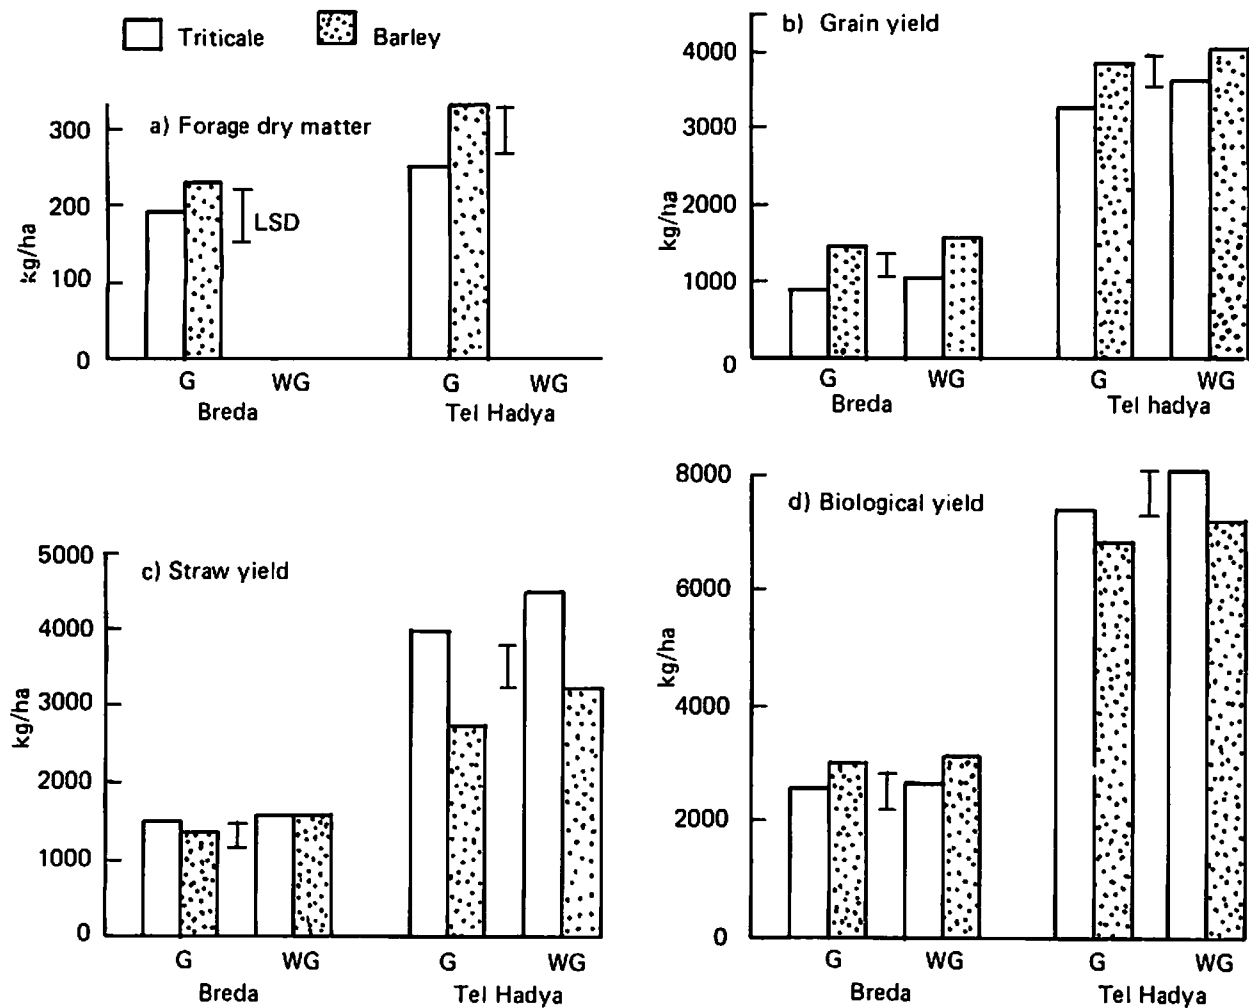 Triticale Barley
a) Forage dry matter
300
200
100
0
kg/ha
LSD
G WG G WG
Breda Tel Hadya
b) Grain yield
4000
3000
2000
1000
0
kg/ha
G WG G WG
Breda Tel hadya
c) Straw yield
5000
4000
3000
2000
1000
0
kg/ha
G WG G WG
Breda Tel Hadya
d) Biological yield
8000
6000
4000
2000
0
kg/ha
G WG G WG
Breda Tel Hadya